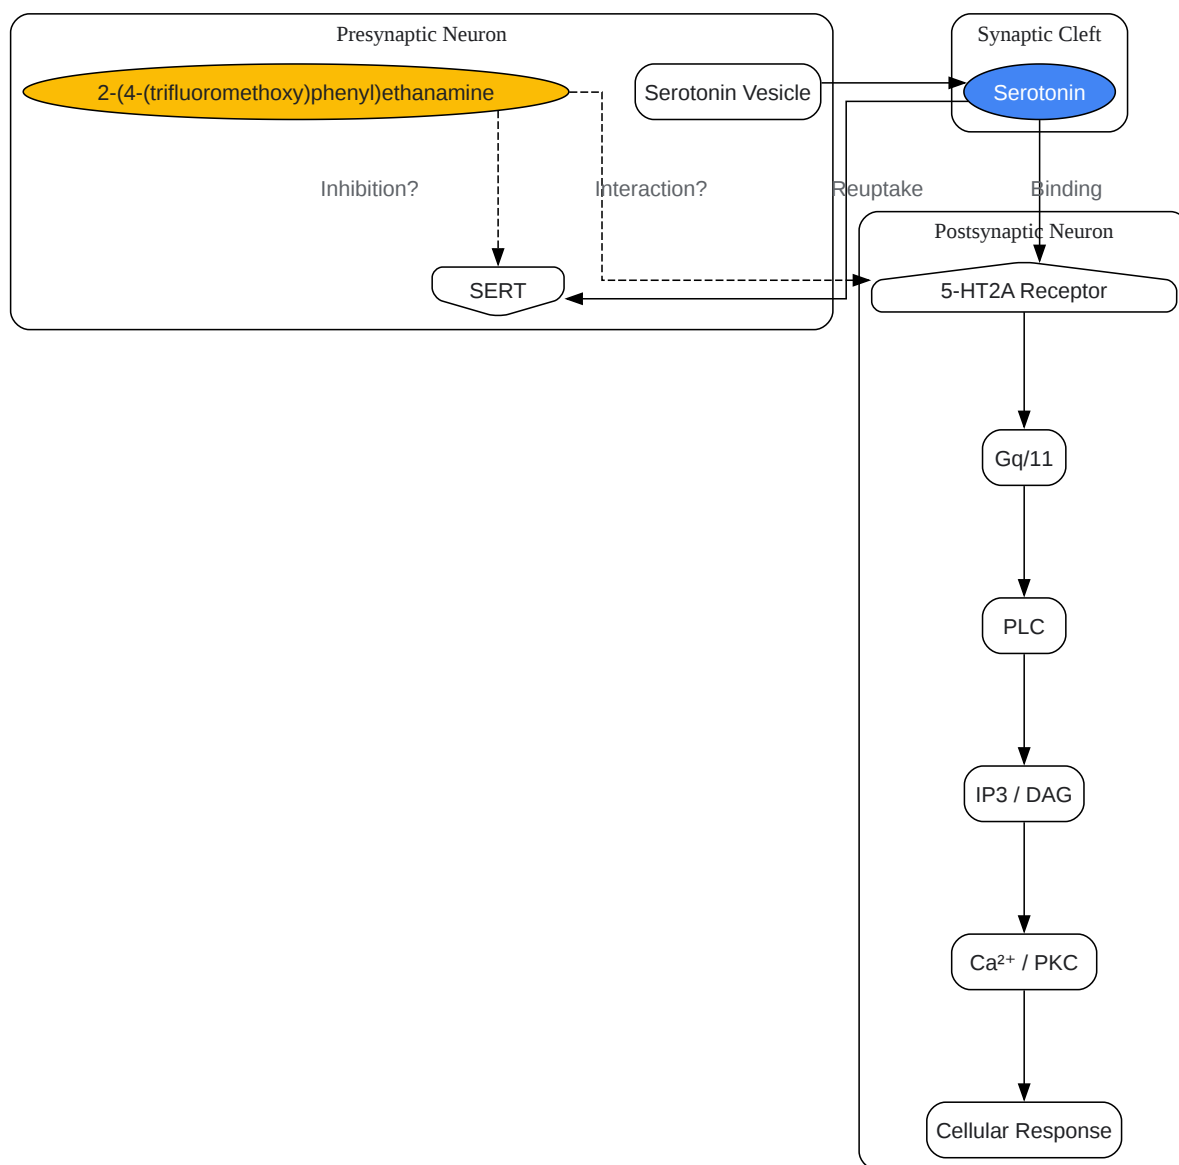 Presynaptic Neuron
Synaptic Cleft
2-(4-(trifluoromethoxy)phenyl)ethanamine
Serotonin Vesicle
Serotonin
Inhibition?
Interaction?
Reuptake
Binding
Postsynaptic Neuron
SERT
5-HT2A Receptor
Gq/11
PLC
IP3 / DAG
Ca²⁺ / PKC
Cellular Response